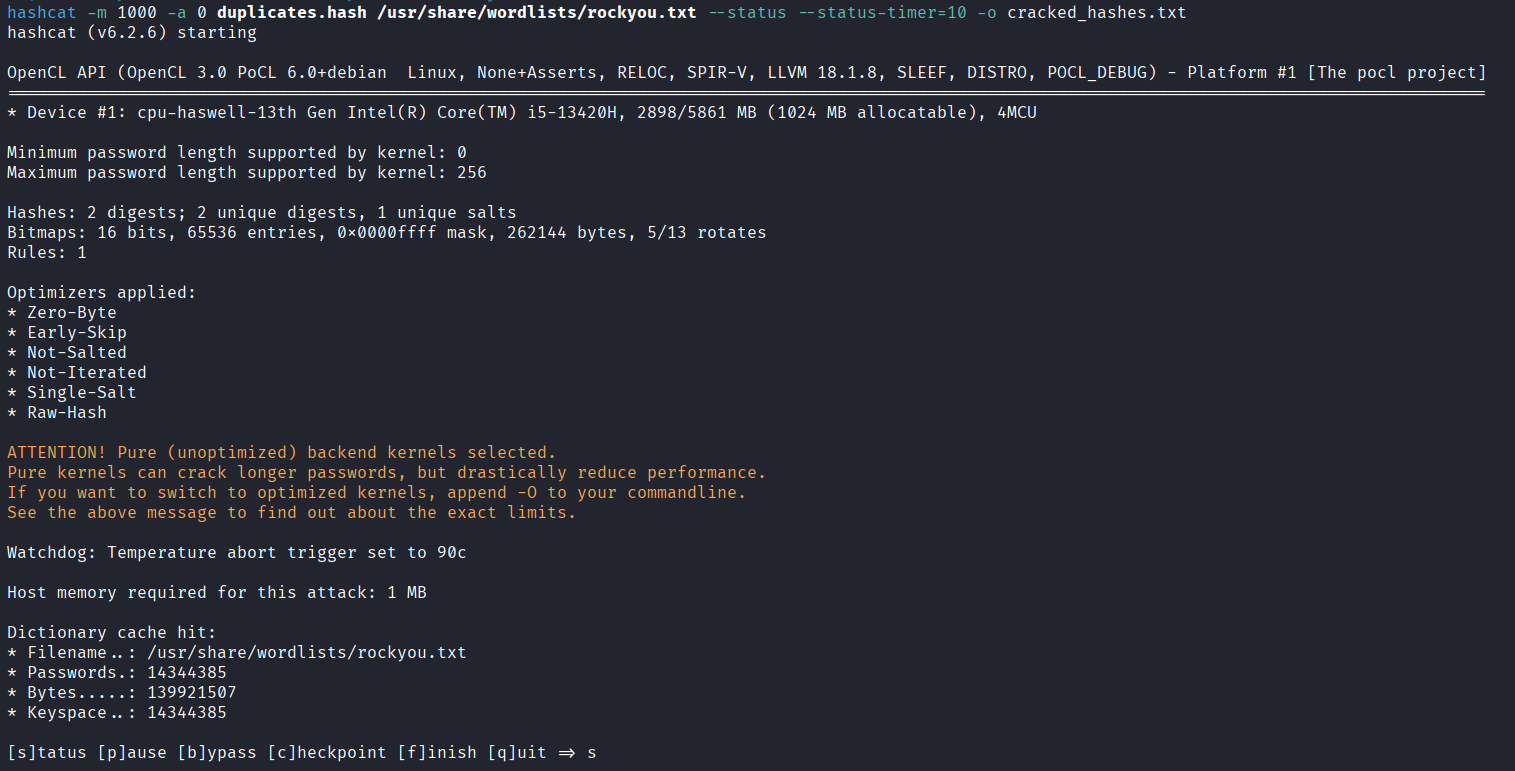 hashcat -m 1000 -a 0 duplicates.hash /usr/share/wordlists/rockyou.txt --status --status-timer=10 -o cracked_hashes.txt
hashcat (v6.2.6) starting
OpenCL API (OpenCL 3.0 PoCL 6.0+debian  Linux, None+Asserts, RELOC, SPIR-V, LLVM 18.1.8, SLEEF, DISTRO, POCL_DEBUG) - Platform #1 [The pocl project]
====================================================================================================================================================
* Device #1: cpu-haswell-13th Gen Intel(R) Core(TM) i5-13420H, 2898/5861 MB (1024 MB allocatable), 4MCU
Minimum password length supported by kernel: 0
Maximum password length supported by kernel: 256
Hashes: 2 digests; 2 unique digests, 1 unique salts
Bitmaps: 16 bits, 65536 entries, 0x0000ffff mask, 262144 bytes, 5/13 rotates
Rules: 1
Optimizers applied:
* Zero-Byte
* Early-Skip
* Not-Salted
* Not-Iterated
* Single-Salt
* Raw-Hash
ATTENTION! Pure (unoptimized) backend kernels selected.
Pure kernels can crack longer passwords, but drastically reduce performance.
If you want to switch to optimized kernels, append -O to your commandline.
See the above message to find out about the exact limits.
Watchdog: Temperature abort trigger set to 90c
Host memory required for this attack: 1 MB
Dictionary cache hit:
* Filename..: /usr/share/wordlists/rockyou.txt
* Passwords.: 14344385
* Bytes.....: 139921507
* Keyspace..: 14344385
[s]tatus [p]ause [b]ypass [c]heckpoint [f]inish [q]uit => s